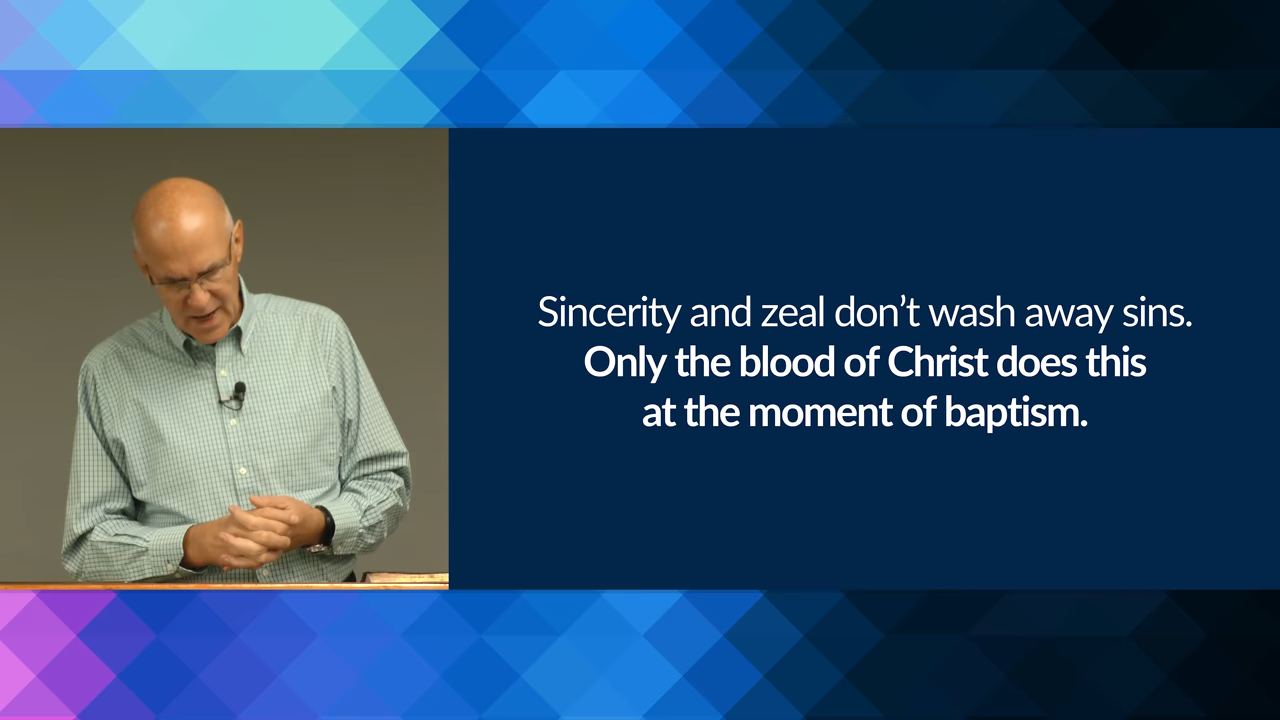 Sincerity and zeal don’t wash away sins.
Only the blood of Christ does this
at the moment of baptism.